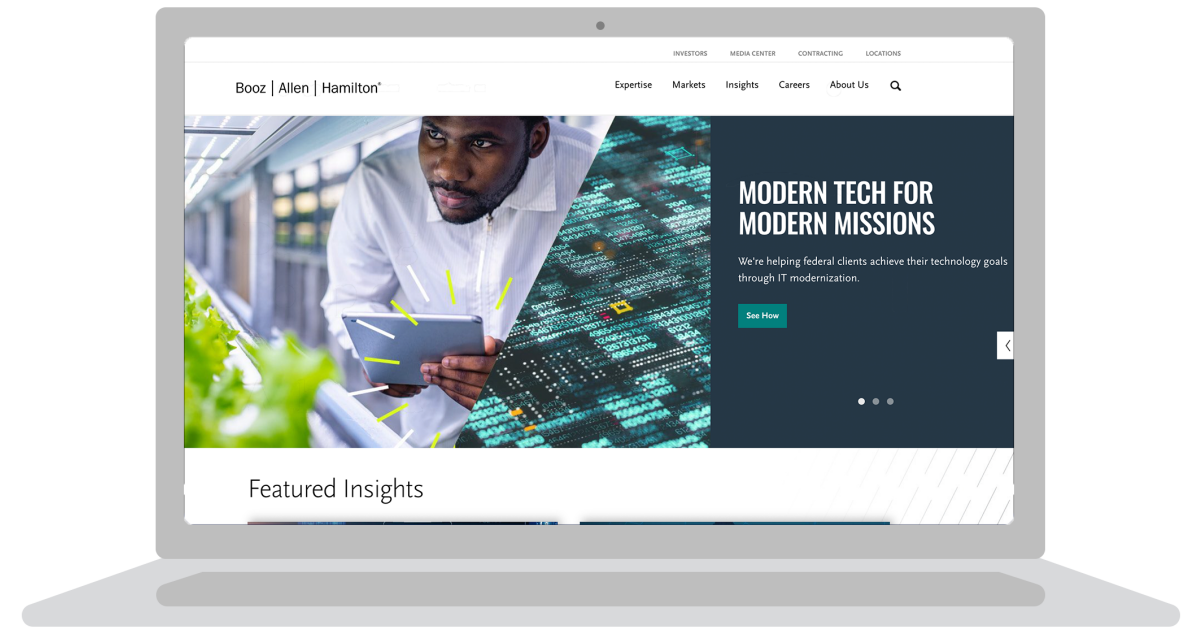 INVESTORS MEDIA CENTER CONTRACTING LOCATIONS
Booz | Allen | Hamilton®
Expertise Markets Insights Careers About Us
MODERN TECH FOR
MODERN MISSIONS
We're helping federal clients achieve their technology goals
through IT modernization.
See How
Featured Insights